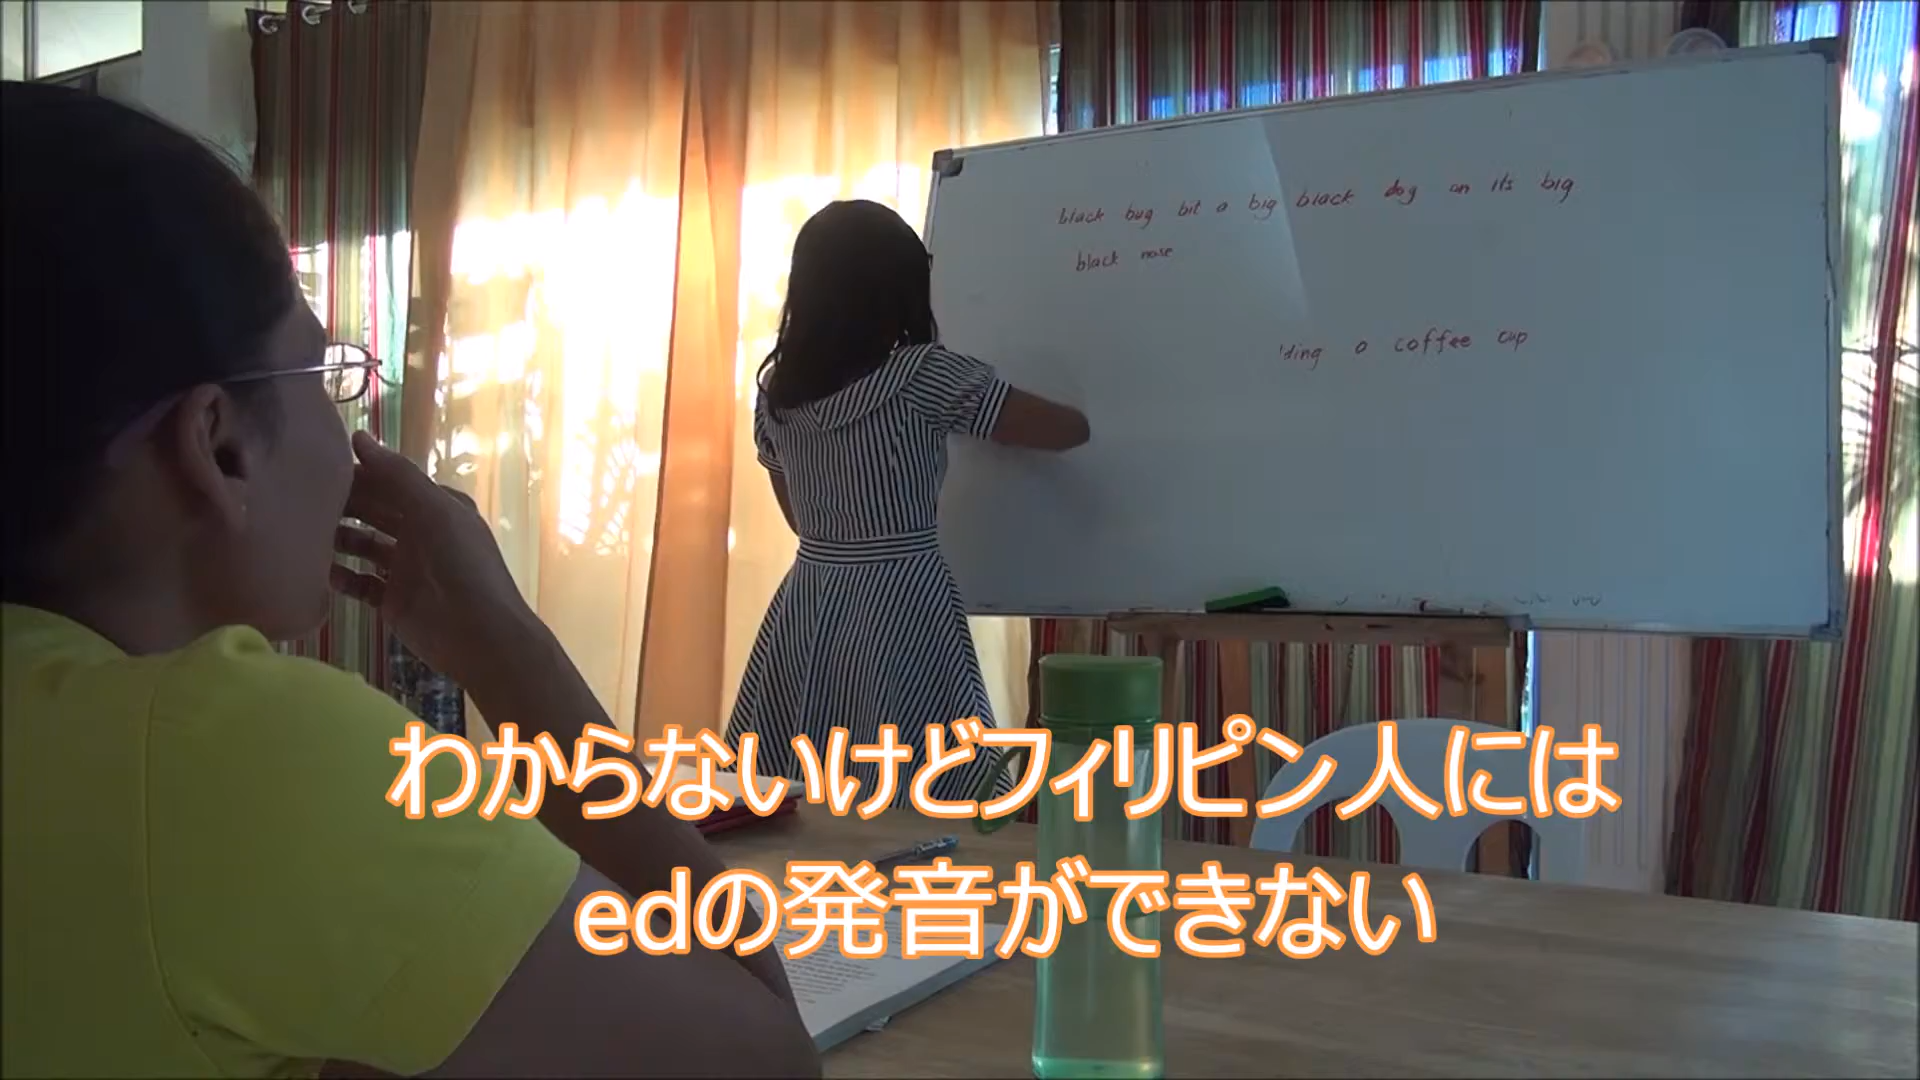 black bug bit a big black dog on its big
black nose
a coffee cup
わからないけどフィリピン人には
edの発音ができない